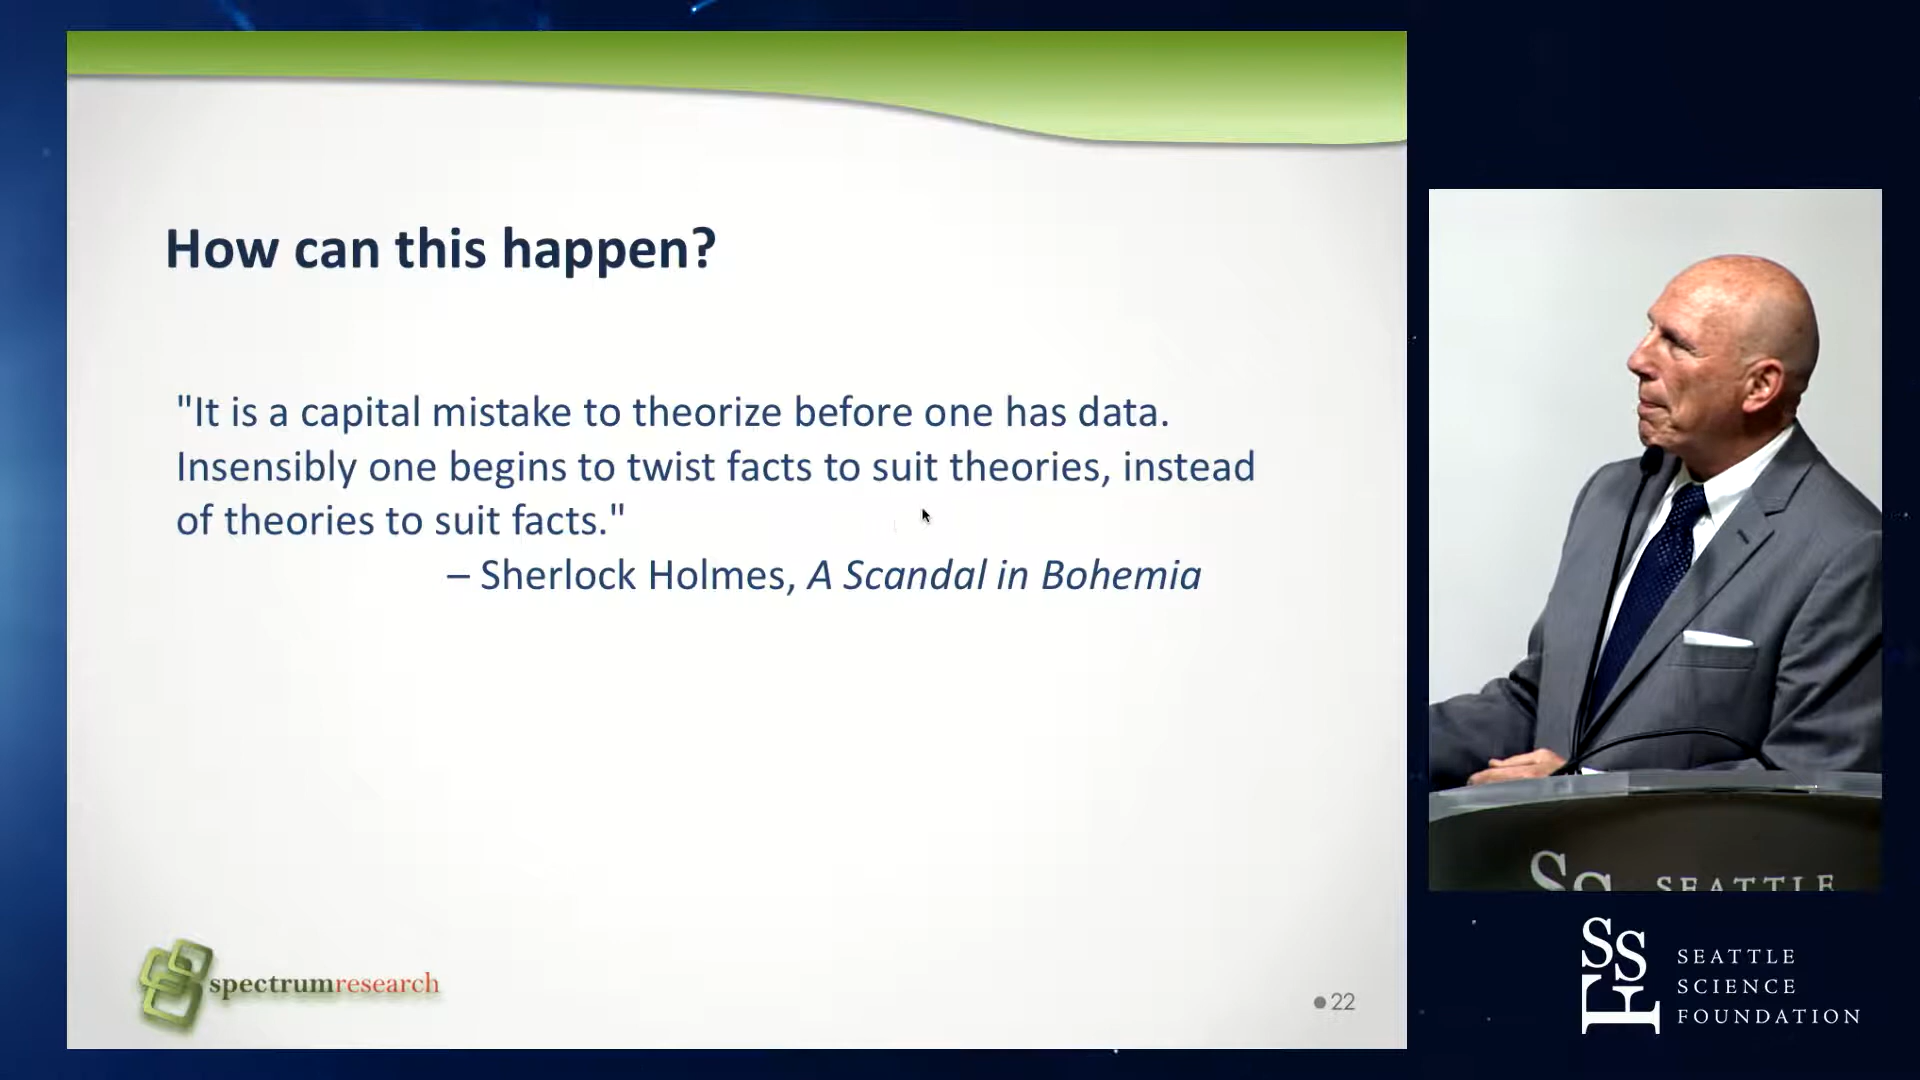 How can this happen?
"It is a capital mistake to theorize before one has data.
Insensibly one begins to twist facts to suit theories, instead
of theories to suit facts."
– Sherlock Holmes, A Scandal in Bohemia
spectrumresearch
22
SEATTLE
SSF
SEATTLE
SCIENCE
FOUNDATION